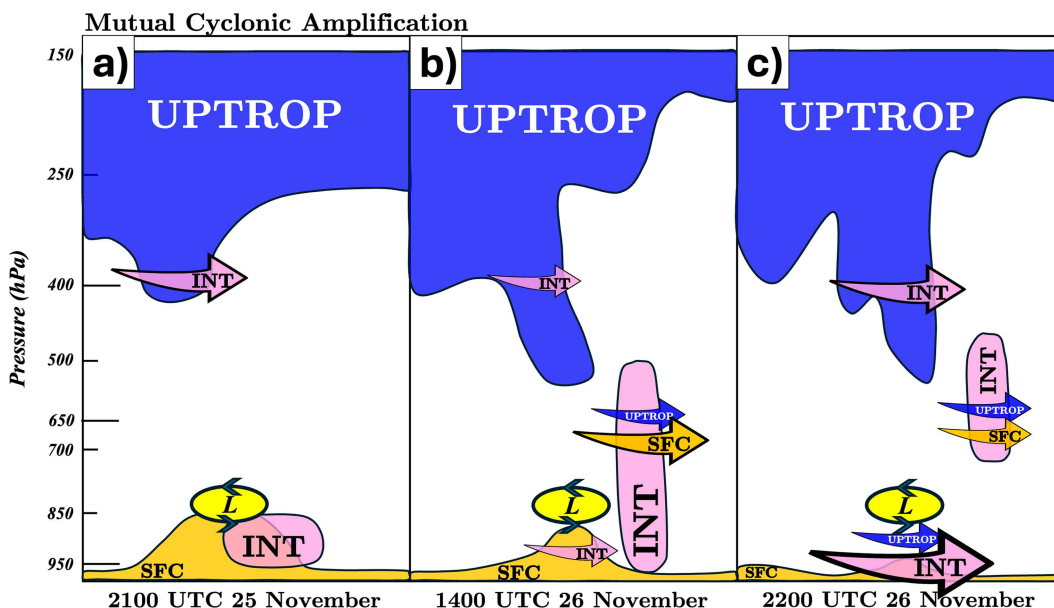 Mutual Cyclonic Amplification
a)
b)
c)
150
250
400
500
650
700
850
950
Pressure (hPa)
UPTROP
INT
L
INT
SFC
2100 UTC 25 November
UPTROP
INT
UPTROP
SFC
INT
L
INT
SFC
1400 UTC 26 November
UPTROP
INT
INT
UPTROP
SFC
L
UPTROP
INT
SFC
2200 UTC 26 November